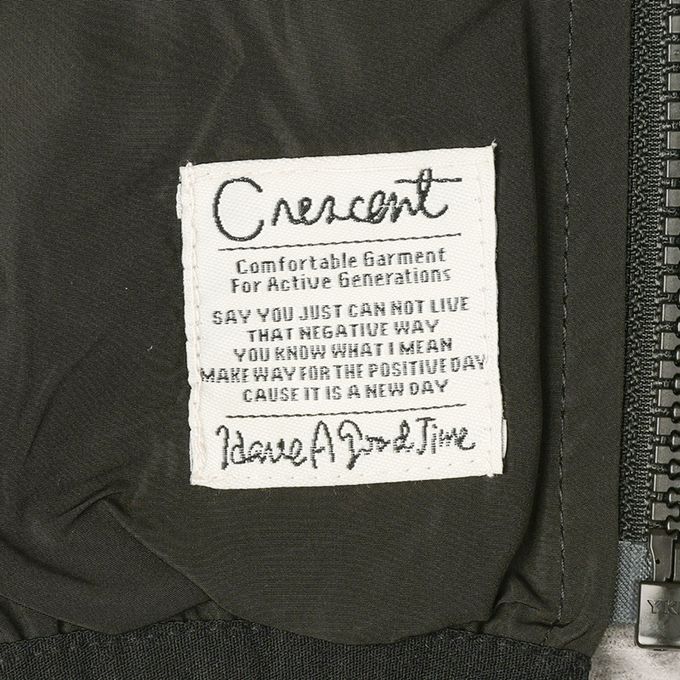 Crescent
Comfortable Garment
For Active Generations
SAY YOU JUST CAN NOT LIVE
THAT NEGATIVE WAY
YOU KNOW WHAT I MEAN
MAKE WAY FOR THE POSITIVE DAY
CAUSE IT IS A NEW DAY
Have A Good Time
YK